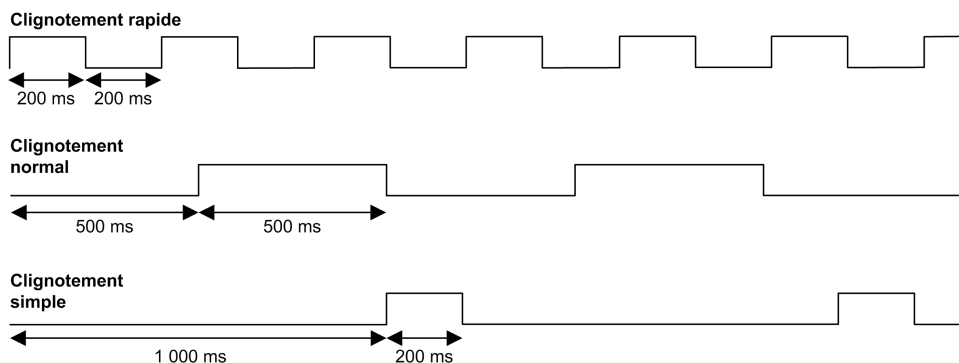 Clignotement rapide
200 ms 200 ms
Clignotement
normal
500 ms 500 ms
Clignotement
simple
1 000 ms 200 ms